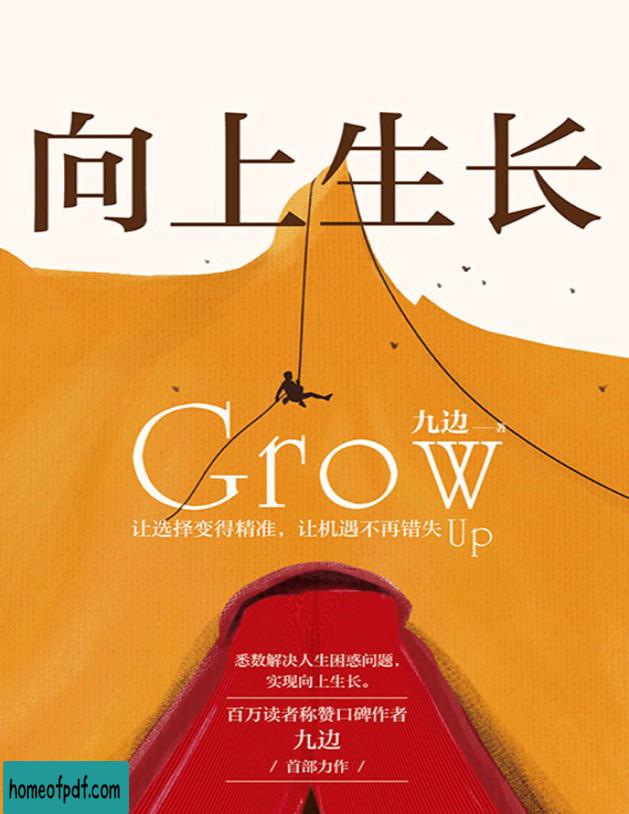 向上生长
九边——著
Grow
让选择变得精准，让机遇不再错失
Up
悉数解决人生困惑问题，
实现向上生长。
百万读者称赞口碑作者
九边
/ 首部力作 /
homeofpdf.com